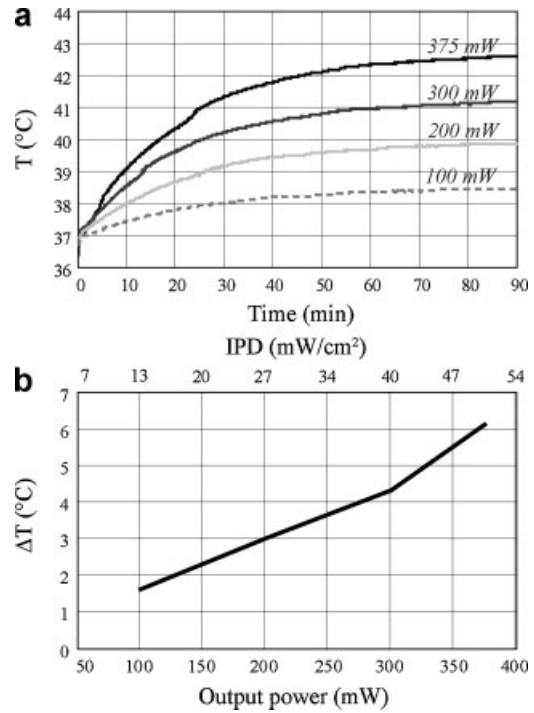 a
44
43
42
41
40
39
38
37
36
T (°C)
375 mW
300 mW
200 mW
100 mW
0 10 20 30 40 50 60 70 80 90
Time (min)
IPD (mW/cm²)
b
7 13 20 27 34 40 47 54
7
6
5
4
3
2
1
0
ΔT (°C)
50 100 150 200 250 300 350 400
Output power (mW)